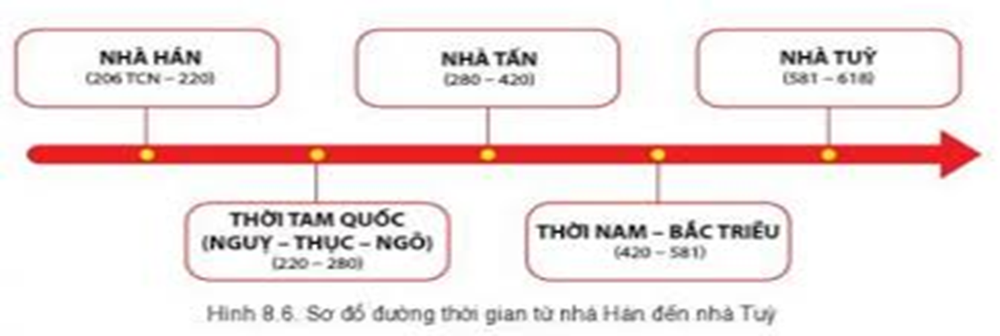 NHÀ HÁN
(206 TCN – 220)
THỜI TAM QUỐC
(NGUỴ – THỤC – NGÔ)
(220 – 280)
NHÀ TẤN
(280 – 420)
THỜI NAM – BẮC TRIỀU
(420 – 581)
NHÀ TUỲ
(581 – 618)
Hình 8.6. Sơ đồ đường thời gian từ nhà Hán đến nhà Tuỳ